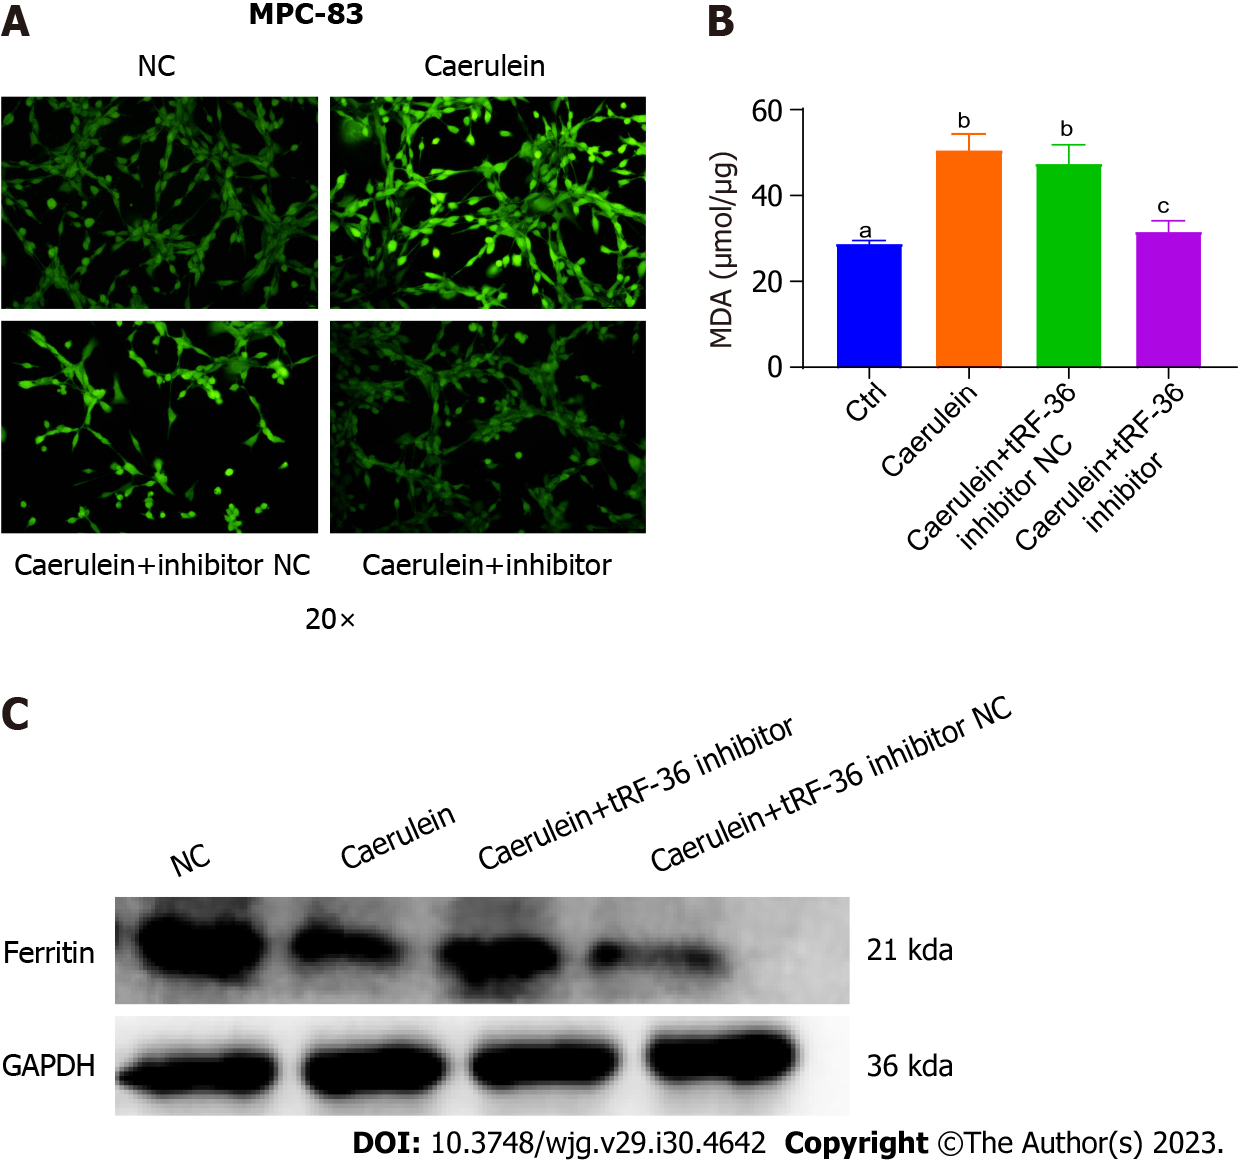 A
MPC-83
NC
Caerulein
Caerulein+inhibitor NC
Caerulein+inhibitor
20×
B
MDA (μmol/μg)
60
40
20
0
a
b
b
c
Ctrl
Caerulein
Caerulein+tRF-36
inhibitor NC
Caerulein+tRF-36
inhibitor
C
NC
Caerulein
Caerulein+tRF-36 inhibitor
Caerulein+tRF-36 inhibitor NC
Ferritin
21 kda
GAPDH
36 kda
DOI: 10.3748/wjg.v29.i30.4642 Copyright ©The Author(s) 2023.